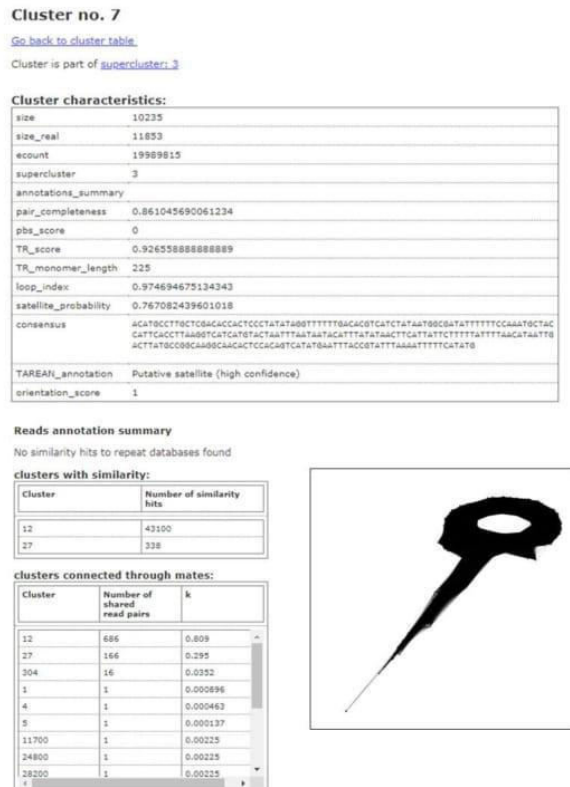 Cluster no. 7
Go back to cluster table
Cluster is part of supercluster: 3
Cluster characteristics:
size 10235
size_real 11853
ecount 19989815
supercluster 3
annotations_summary
pair_completeness 0.861045690061234
pbs_score 0
TR_score 0.926558888888889
TR_monomer_length 225
loop_index 0.974694675134343
satellite_probability 0.767082439601018
consensus ACATGCCTTGCTCGACACCACTCCCTATATAGGTTTTTTGACACGTCATCTATAATGGCGATATTTTTTCCAAATGCTAC
CATTCACCTTAAGGTCATCATGTACTAATTTAATAATACATTTATATAACTTCATTATTCTTTTTATTTTAACATAATTG
ACTTATGCCGGCAAGGCAACACTCCACAGTCATATGAATTTACCGTATTTAAAATTTTTCATATG
TAREAN_annotation Putative satellite (high confidence)
orientation_score 1
Reads annotation summary
No similarity hits to repeat databases found
clusters with similarity:
Cluster Number of similarity
hits
12 43100
27 338
clusters connected through mates:
Cluster Number of k
shared
read pairs
12 686 0.809
27 166 0.295
304 16 0.0352
1 1 0.000896
4 1 0.000463
5 1 0.000137
11700 1 0.00225
24800 1 0.00225
28200 1 0.00225